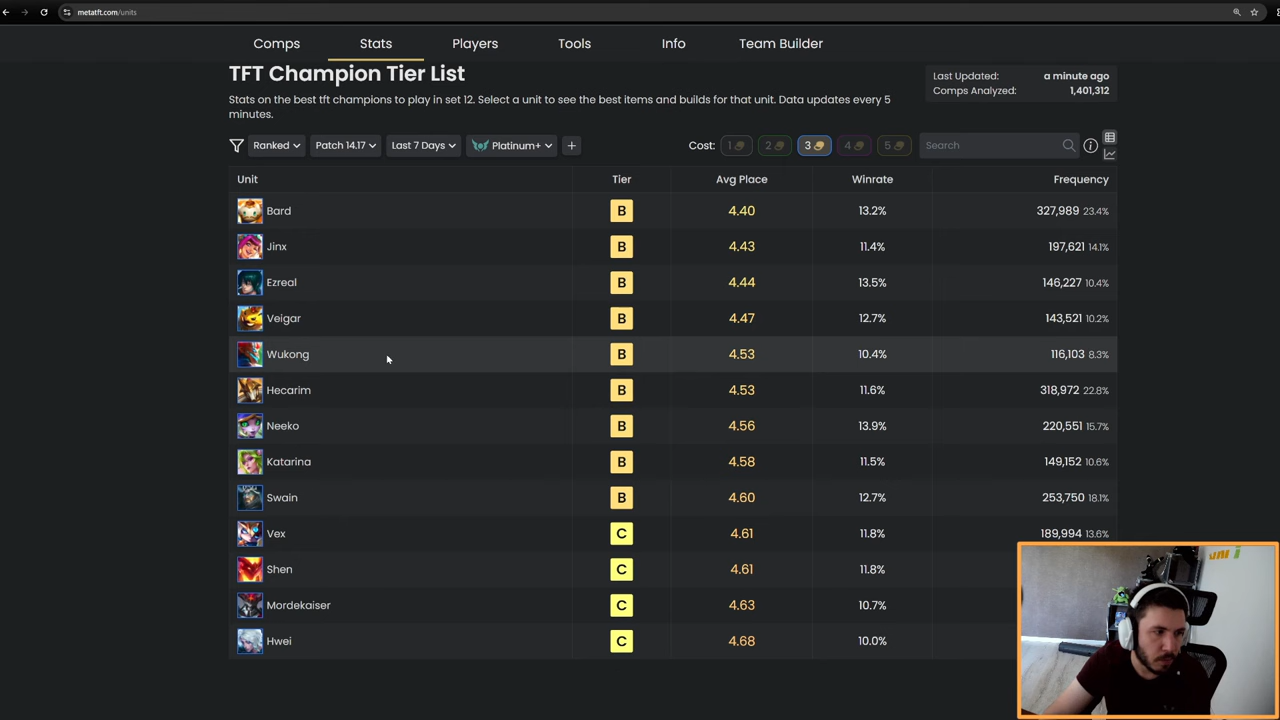 metatft.com/units
Comps Stats Players Tools Info Team Builder
TFT Champion Tier List
Stats on the best tft champions to play in set 12. Select a unit to see the best items and builds for that unit. Data updates every 5
minutes.
Last Updated: a minute ago
Comps Analyzed: 1,401,312
Ranked Patch 14.17 Last 7 Days Platinum+ + Cost: 1 2 3 4 5 Search
Unit Tier Avg Place Winrate Frequency
Bard B 4.40 13.2% 327,989 23.4%
Jinx B 4.43 11.4% 197,621 14.1%
Ezreal B 4.44 13.5% 146,227 10.4%
Veigar B 4.47 12.7% 143,521 10.2%
Wukong B 4.53 10.4% 116,103 8.3%
Hecarim B 4.53 11.6% 318,972 22.8%
Neeko B 4.56 13.9% 220,551 15.7%
Katarina B 4.58 11.5% 149,152 10.6%
Swain B 4.60 12.7% 253,750 18.1%
Vex C 4.61 11.8% 189,994 13.6%
Shen C 4.61 11.8%
Mordekaiser C 4.63 10.7%
Hwei C 4.68 10.0%